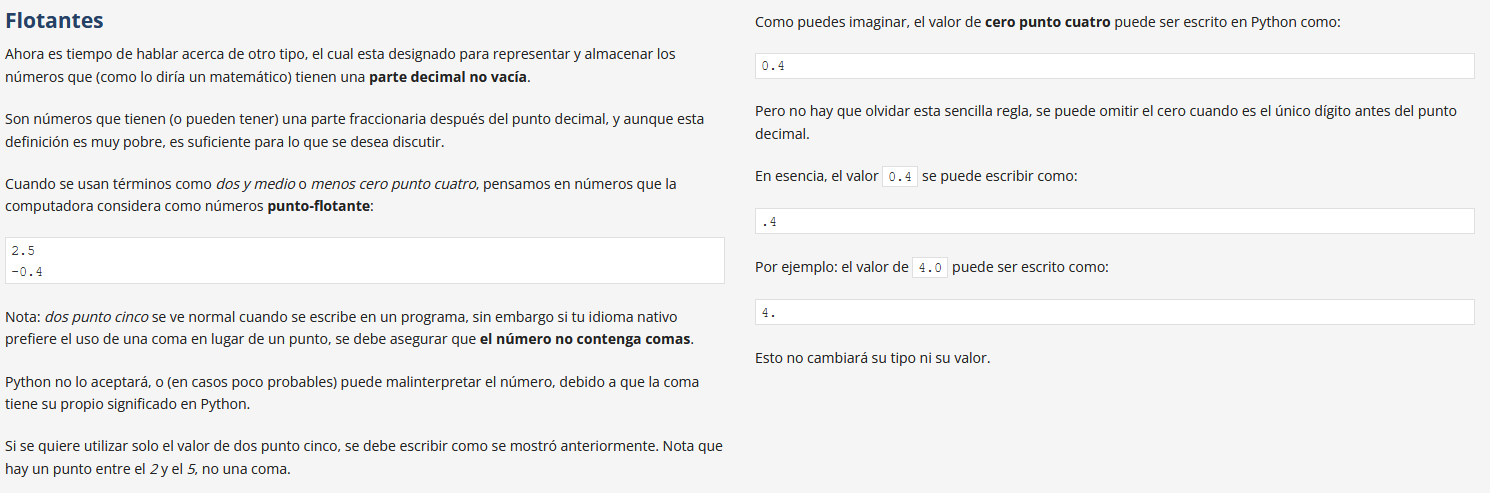 Flotantes
Ahora es tiempo de hablar acerca de otro tipo, el cual esta designado para representar y almacenar los
números que (como lo diría un matemático) tienen una parte decimal no vacía.
Son números que tienen (o pueden tener) una parte fraccionaria después del punto decimal, y aunque esta
definición es muy pobre, es suficiente para lo que se desea discutir.
Cuando se usan términos como dos y medio o menos cero punto cuatro, pensamos en números que la
computadora considera como números punto-flotante:
2.5
-0.4
Nota: dos punto cinco se ve normal cuando se escribe en un programa, sin embargo si tu idioma nativo
prefiere el uso de una coma en lugar de un punto, se debe asegurar que el número no contenga comas.
Python no lo aceptará, o (en casos poco probables) puede malinterpretar el número, debido a que la coma
tiene su propio significado en Python.
Si se quiere utilizar solo el valor de dos punto cinco, se debe escribir como se mostró anteriormente. Nota que
hay un punto entre el 2 y el 5, no una coma.
Como puedes imaginar, el valor de cero punto cuatro puede ser escrito en Python como:
0.4
Pero no hay que olvidar esta sencilla regla, se puede omitir el cero cuando es el único dígito antes del punto
decimal.
En esencia, el valor 0.4 se puede escribir como:
.4
Por ejemplo: el valor de 4.0 puede ser escrito como:
4.
Esto no cambiará su tipo ni su valor.